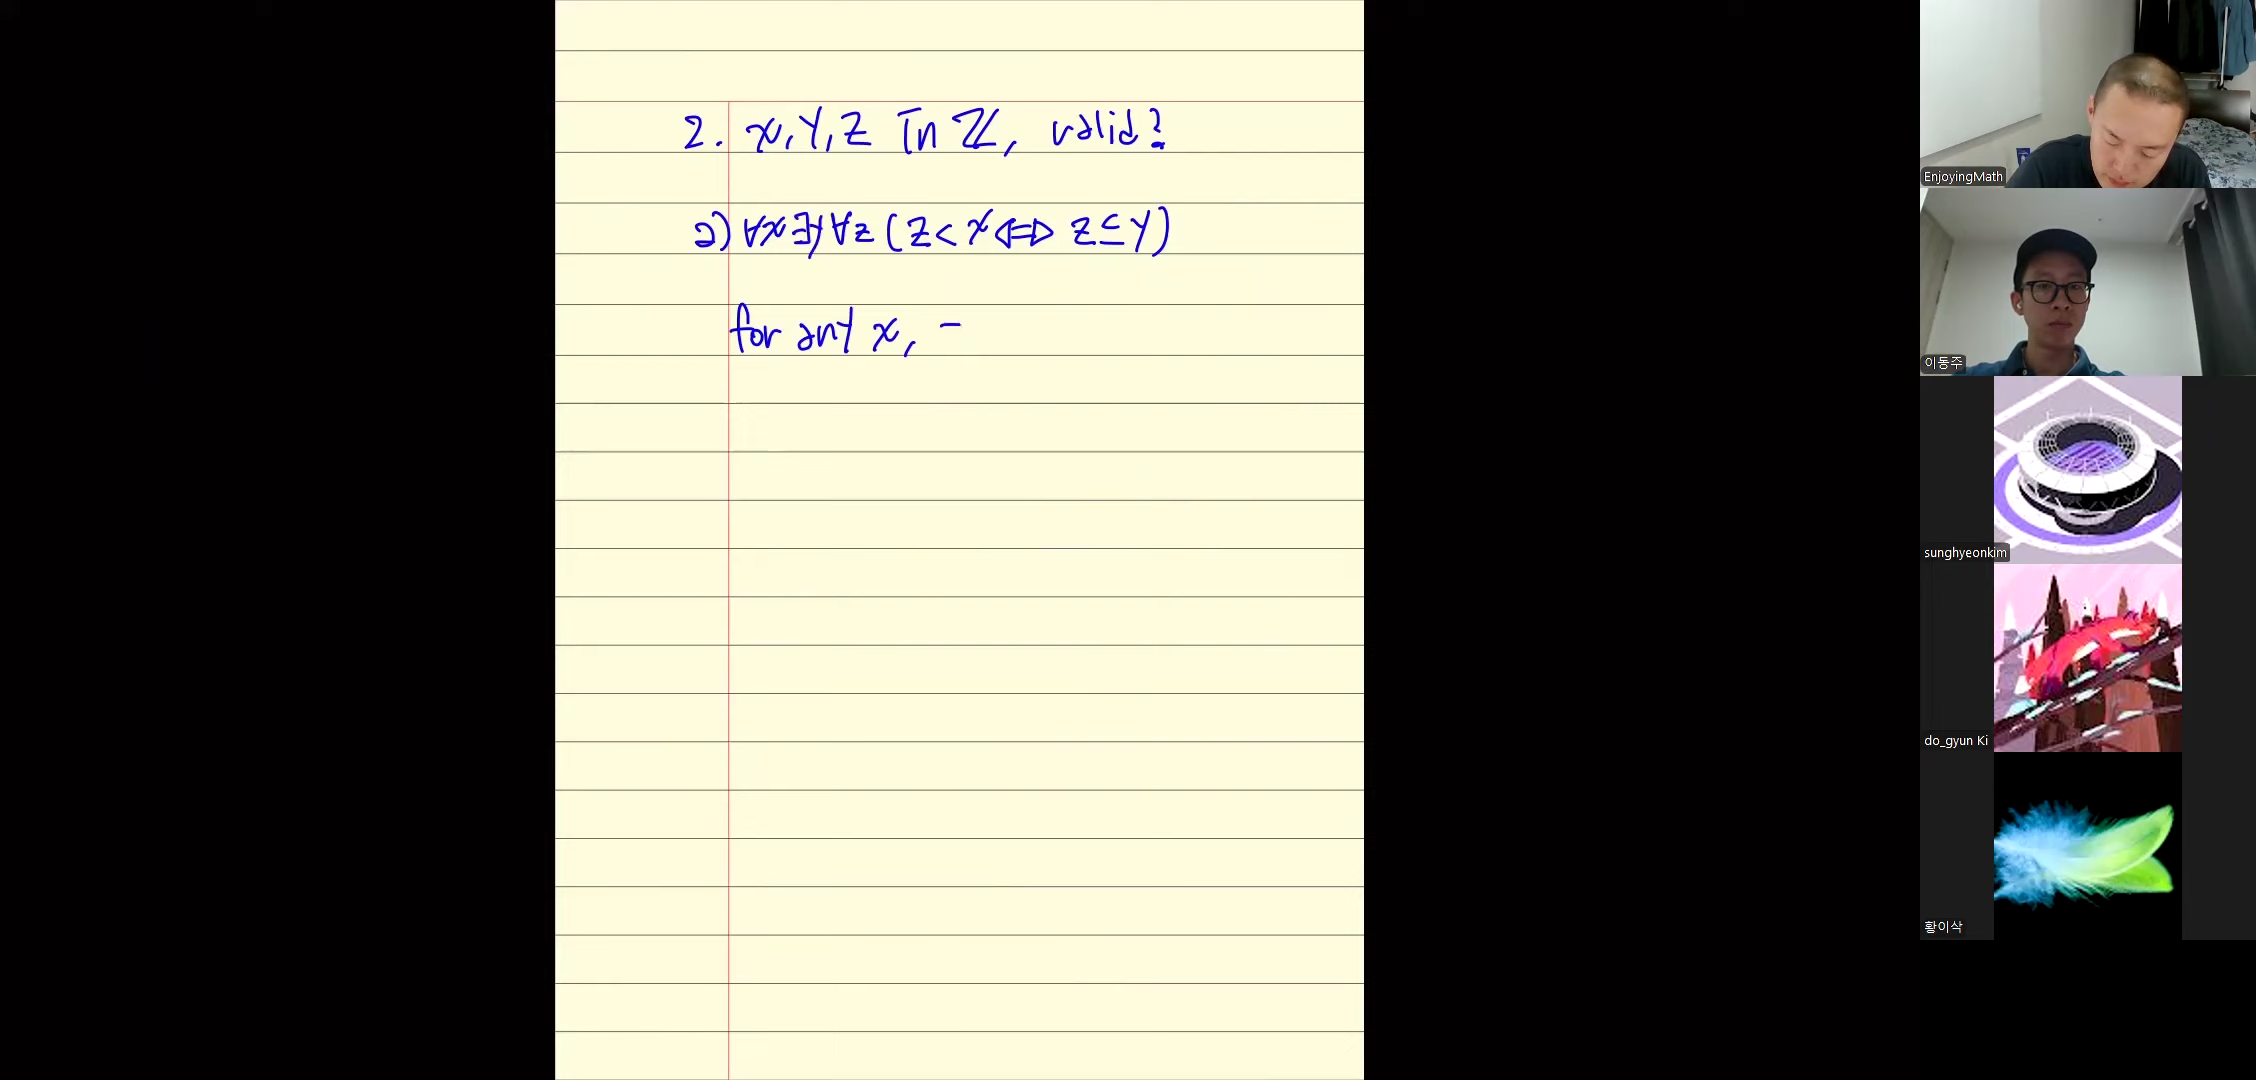 2. x, y, z in ℤ, valid?
a) ∀x∃y∀z (z < x ⇔ z ≤ y)
for any x, -
EnjoyingMath
이동주
sunghyeonkim
do_gyun Ki
황이삭